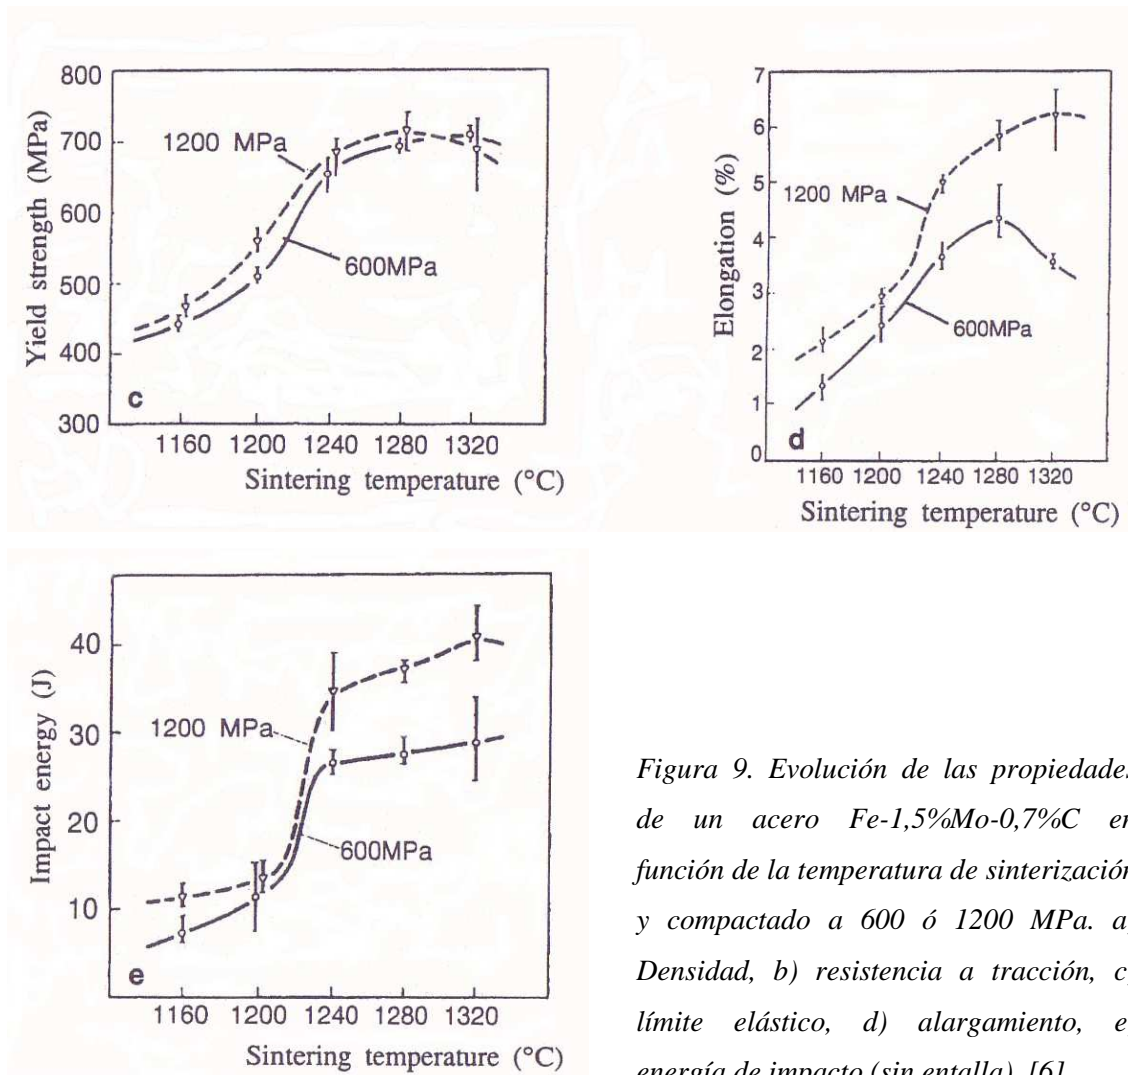 800
700
600
500
400
300
Yield strength (MPa)
1200 MPa
600MPa
c
1160 1200 1240 1280 1320
Sintering temperature (°C)
7
6
5
4
3
2
1
0
Elongation (%)
1200 MPa
600MPa
d
1160 1200 1240 1280 1320
Sintering temperature (°C)
40
30
20
10
Impact energy (J)
1200 MPa
600MPa
e
1160 1200 1240 1280 1320
Sintering temperature (°C)
Figura 9. Evolución de las propiedades
de un acero Fe-1,5%Mo-0,7%C en
función de la temperatura de sinterización
y compactado a 600 ó 1200 MPa. a)
Densidad, b) resistencia a tracción, c)
límite elástico, d) alargamiento, e)
energía de impacto (sin entalla). [6]